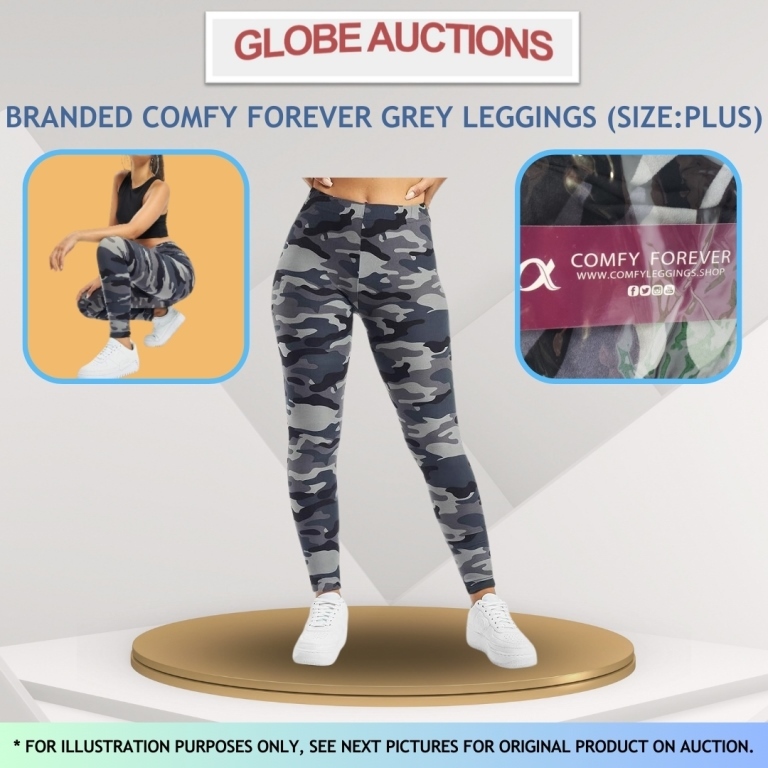 GLOBE AUCTIONS
BRANDED COMFY FOREVER GREY LEGGINGS (SIZE:PLUS)
COMFY FOREVER
WWW.COMFYLEGGINGS.SHOP
* FOR ILLUSTRATION PURPOSES ONLY, SEE NEXT PICTURES FOR ORIGINAL PRODUCT ON AUCTION.